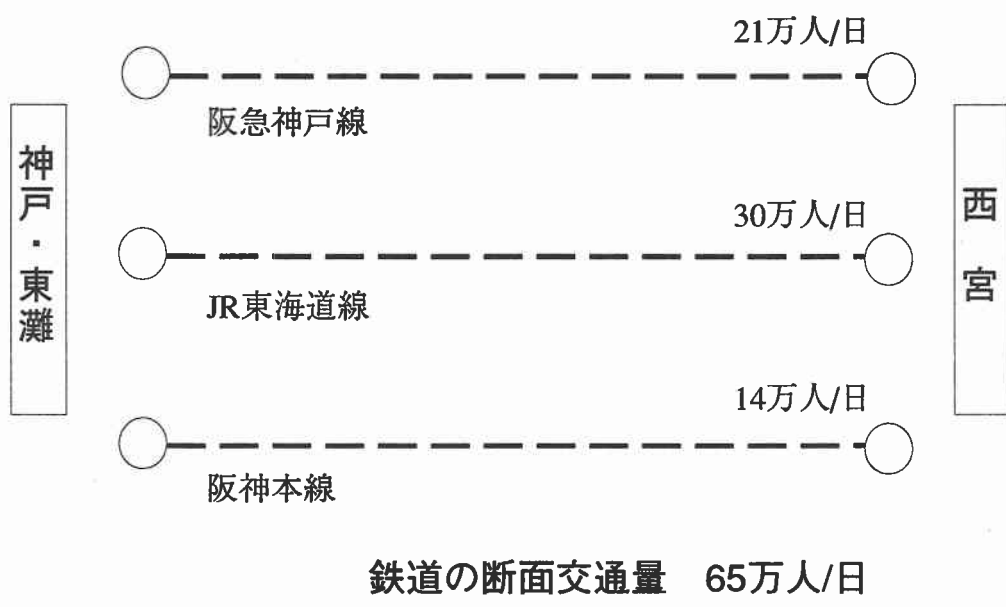 21万人/日
阪急神戸線
神戸・東灘
西宮
30万人/日
JR東海道線
14万人/日
阪神本線
鉄道の断面交通量 65万人/日